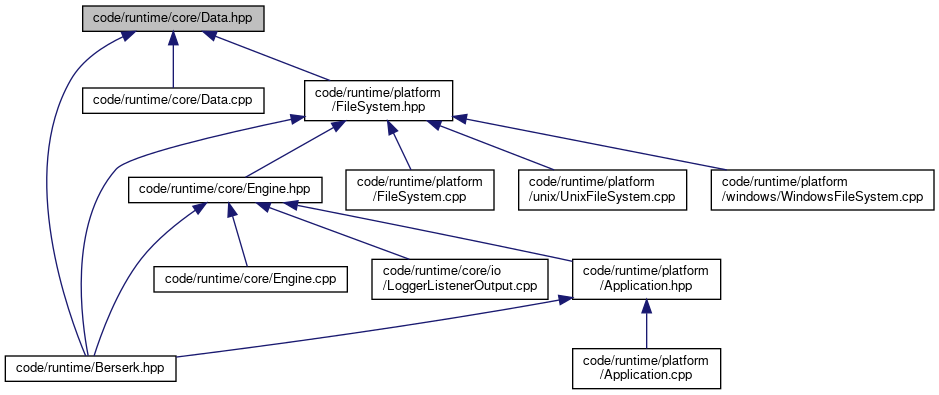 code/runtime/core/Data.hpp
code/runtime/core/Data.cpp
code/runtime/platform
/FileSystem.hpp
code/runtime/core/Engine.hpp
code/runtime/platform
/FileSystem.cpp
code/runtime/platform
/unix/UnixFileSystem.cpp
code/runtime/platform
/windows/WindowsFileSystem.cpp
code/runtime/core/Engine.cpp
code/runtime/core/io
/LoggerListenerOutput.cpp
code/runtime/platform
/Application.hpp
code/runtime/Berserk.hpp
code/runtime/platform
/Application.cpp